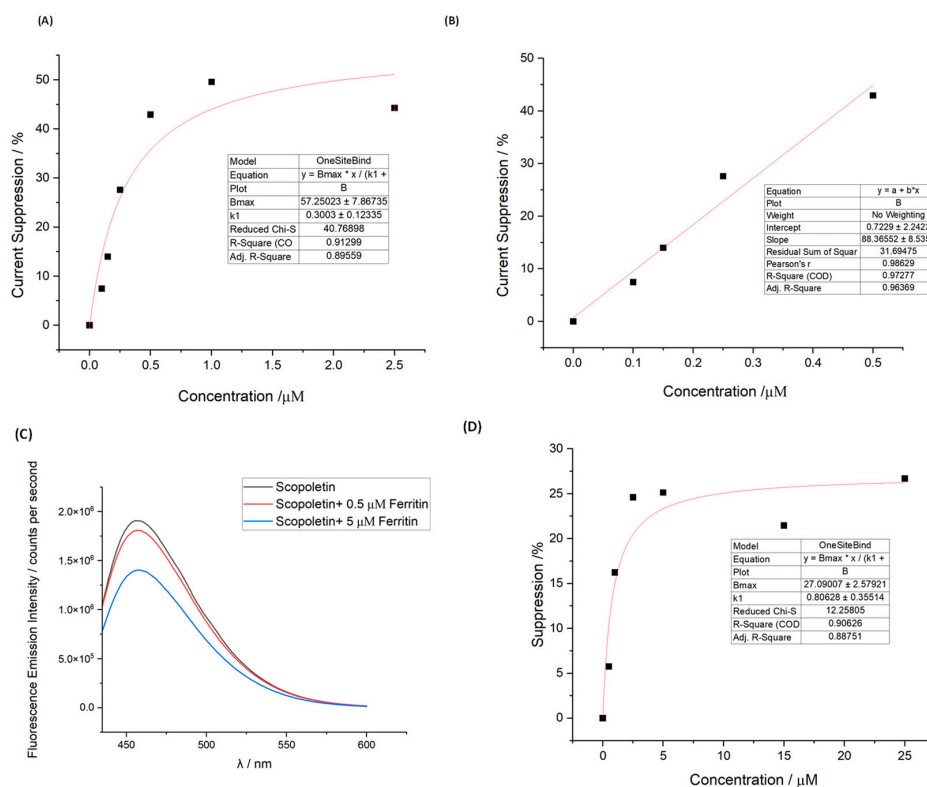 (A)
Current Suppression / %
50
40
30
20
10
0
0.0 0.5 1.0 1.5 2.0 2.5
Concentration /μM
Model OneSiteBind
Equation y = Bmax * x / (k1 +
Plot B
Bmax 57.25023 ± 7.86735
k1 0.3003 ± 0.12335
Reduced Chi-S 40.76898
R-Square (CO 0.91299
Adj. R-Square 0.89559
(B)
Current Suppression / %
50
40
30
20
10
0
0.0 0.1 0.2 0.3 0.4 0.5
Concentration /μM
Equation y = a + b*x
Plot B
Weight No Weighting
Intercept 0.7229 ± 2.2422
Slope 88.36552 ± 8.535
Residual Sum of Squar 31.69475
Pearson's r 0.98629
R-Square (COD) 0.97277
Adj. R-Square 0.96369
(C)
Fluorescence Emission Intensity / counts per second
Scopoletin
Scopoletin+ 0.5 μM Ferritin
Scopoletin+ 5 μM Ferritin
2.0×10⁶
1.5×10⁶
1.0×10⁶
5.0×10⁵
0.0
450 500 550 600
λ / nm
(D)
Suppression /%
30
25
20
15
10
5
0
0 5 10 15 20 25
Concentration / μM
Model OneSiteBind
Equation y = Bmax * x / (k1 +
Plot B
Bmax 27.09007 ± 2.57921
k1 0.80628 ± 0.35514
Reduced Chi-S 12.25805
R-Square (COD 0.90626
Adj. R-Square 0.88751